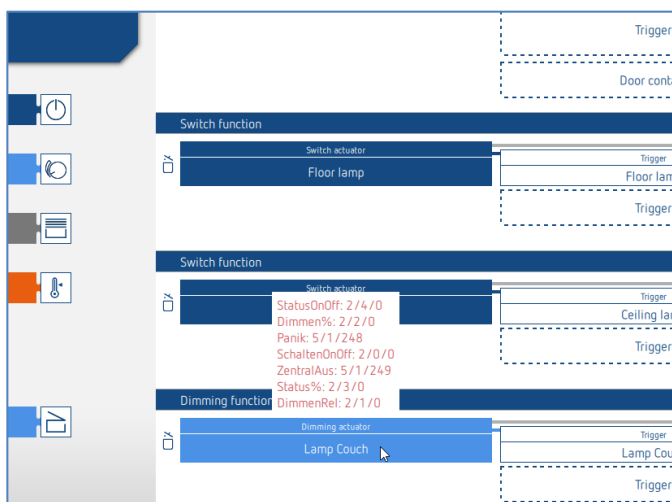 Trigger
Door conta
Switch function
Switch actuator
Floor lamp
Trigger
Floor lam
Trigger
Switch function
Switch actuator
Trigger
Ceiling la
Trigger
StatusOnOff: 2/4/0
Dimmen%: 2/2/0
Panik: 5/1/248
SchaltenOnOff: 2/0/0
ZentralAus: 5/1/249
Status%: 2/3/0
DimmenRel: 2/1/0
Dimming function
Dimming actuator
Lamp Couch
Trigger
Lamp Cou
Trigger